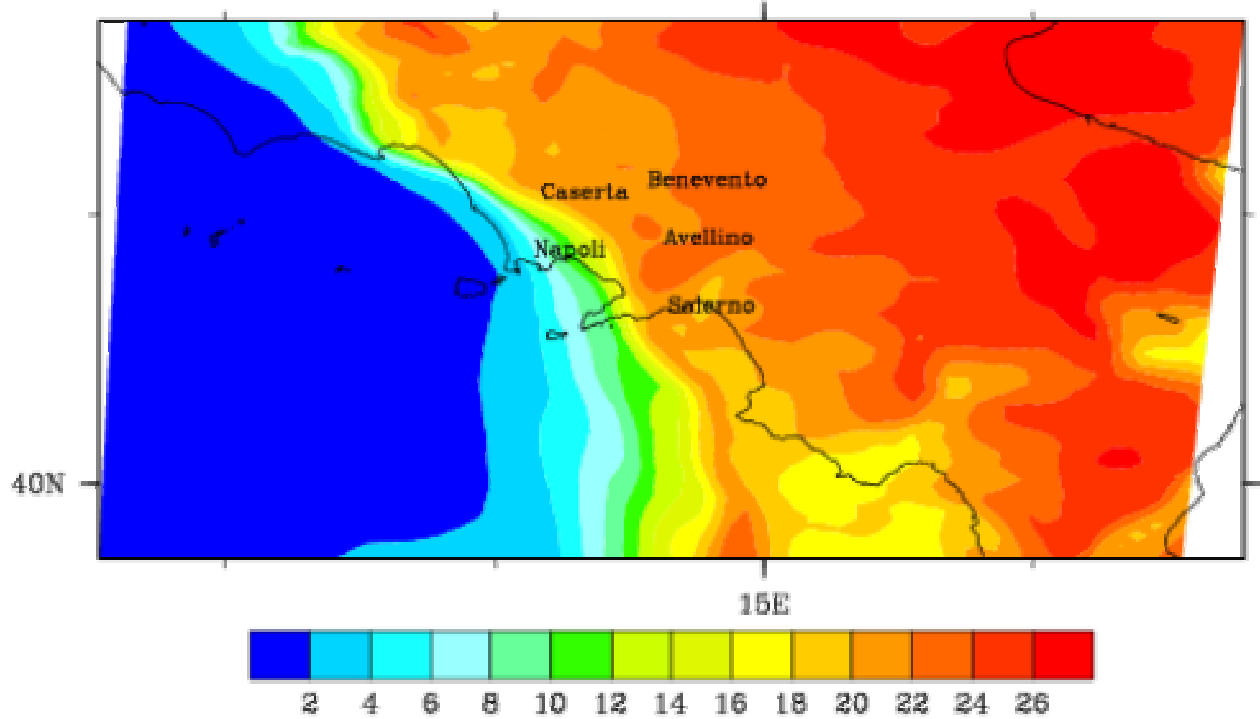 Caserta Benevento
Napoli Avellino
Salerno
40N
15E
2 4 6 8 10 12 14 16 18 20 22 24 26